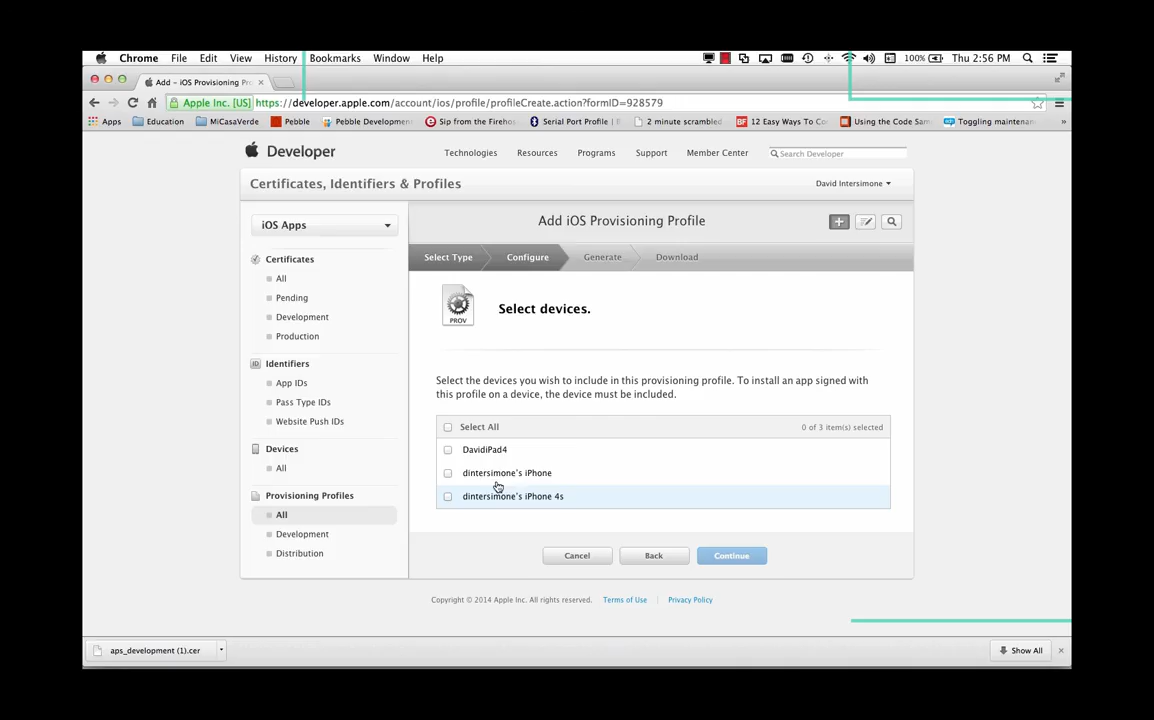 Chrome File Edit View History Bookmarks Window Help 100% Thu 2:56 PM
Add - iOS Provisioning Pro
Apple Inc. [US] https://developer.apple.com/account/ios/profile/profileCreate.action?formID=928579
Apps Education MiCasaVerde Pebble Pebble Developmen Sip from the Fireho Serial Port Profile | 2 minute scrambled 12 Easy Ways To Co Using the Code Sam Toggling maintenan »
Developer Technologies Resources Programs Support Member Center Search Developer
Certificates, Identifiers & Profiles David Intersimone
iOS Apps
Certificates
All
Pending
Development
Production
ID Identifiers
App IDs
Pass Type IDs
Website Push IDs
Devices
All
Provisioning Profiles
All
Development
Distribution
Add iOS Provisioning Profile
Select Type Configure Generate Download
PROV
Select devices.
Select the devices you wish to include in this provisioning profile. To install an app signed with
this profile on a device, the device must be included.
Select All 0 of 3 item(s) selected
DavidiPad4
dintersimone's iPhone
dintersimone's iPhone 4s
Cancel Back Continue
Copyright © 2014 Apple Inc. All rights reserved. Terms of Use | Privacy Policy
aps_development (1).cer Show All